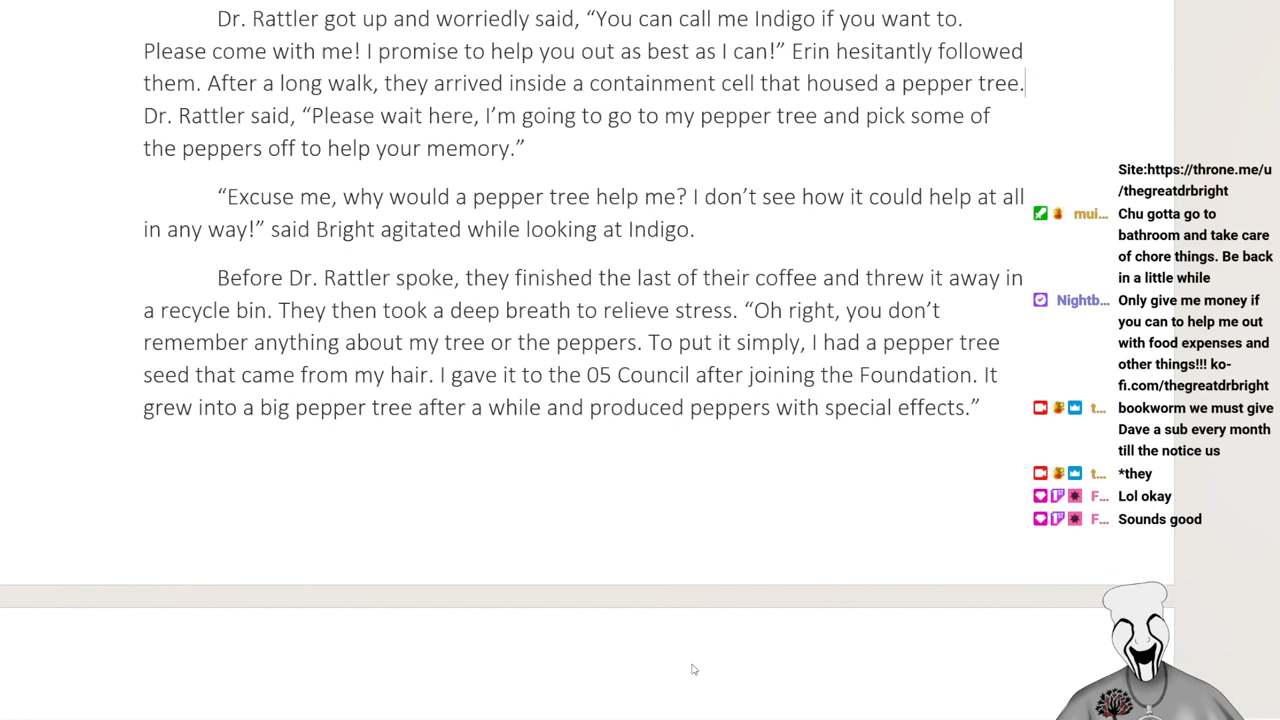 Dr. Rattler got up and worriedly said, “You can call me Indigo if you want to.
Please come with me! I promise to help you out as best as I can!” Erin hesitantly followed
them. After a long walk, they arrived inside a containment cell that housed a pepper tree.
Dr. Rattler said, “Please wait here, I’m going to go to my pepper tree and pick some of
the peppers off to help your memory.”
“Excuse me, why would a pepper tree help me? I don’t see how it could help at all
in any way!” said Bright agitated while looking at Indigo.
Before Dr. Rattler spoke, they finished the last of their coffee and threw it away in
a recycle bin. They then took a deep breath to relieve stress. “Oh right, you don’t
remember anything about my tree or the peppers. To put it simply, I had a pepper tree
seed that came from my hair. I gave it to the 05 Council after joining the Foundation. It
grew into a big pepper tree after a while and produced peppers with special effects.”
Site:https://throne.me/u
/thegreatdrbright
mui... Chu gotta go to
bathroom and take care
of chore things. Be back
in a little while
Nightb... Only give me money if
you can to help me out
with food expenses and
other things!!! ko-
fi.com/thegreatdrbright
t... bookworm we must give
Dave a sub every month
till the notice us
t... *they
F... Lol okay
F... Sounds good